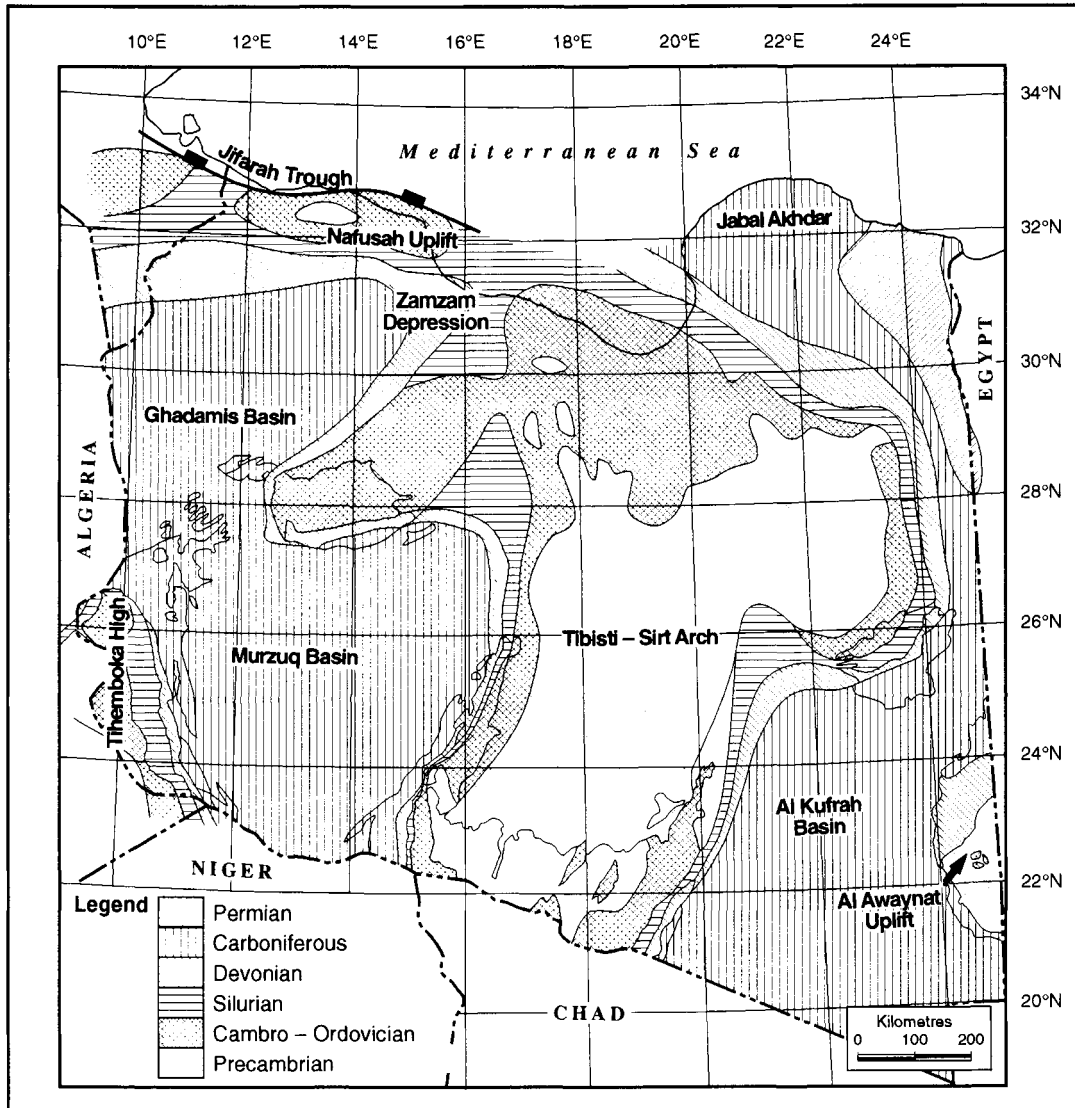 10°E 12°E 14°E 16°E 18°E 20°E 22°E 24°E
34°N
Mediterranean Sea
Jifarah Trough
Jabal Akhdar
32°N
Nafusah Uplift
Zamzam
Depression
30°N
EGYPT
Ghadamis Basin
ALGERIA
28°N
26°N
Tihemboka High
Murzuq Basin
Tibisti – Sirt Arch
24°N
Al Kufrah
Basin
NIGER
22°N
Al Awaynat
Uplift
Legend
Permian
Carboniferous
Devonian
Silurian
Cambro – Ordovician
Precambrian
CHAD
20°N
Kilometres
0 100 200